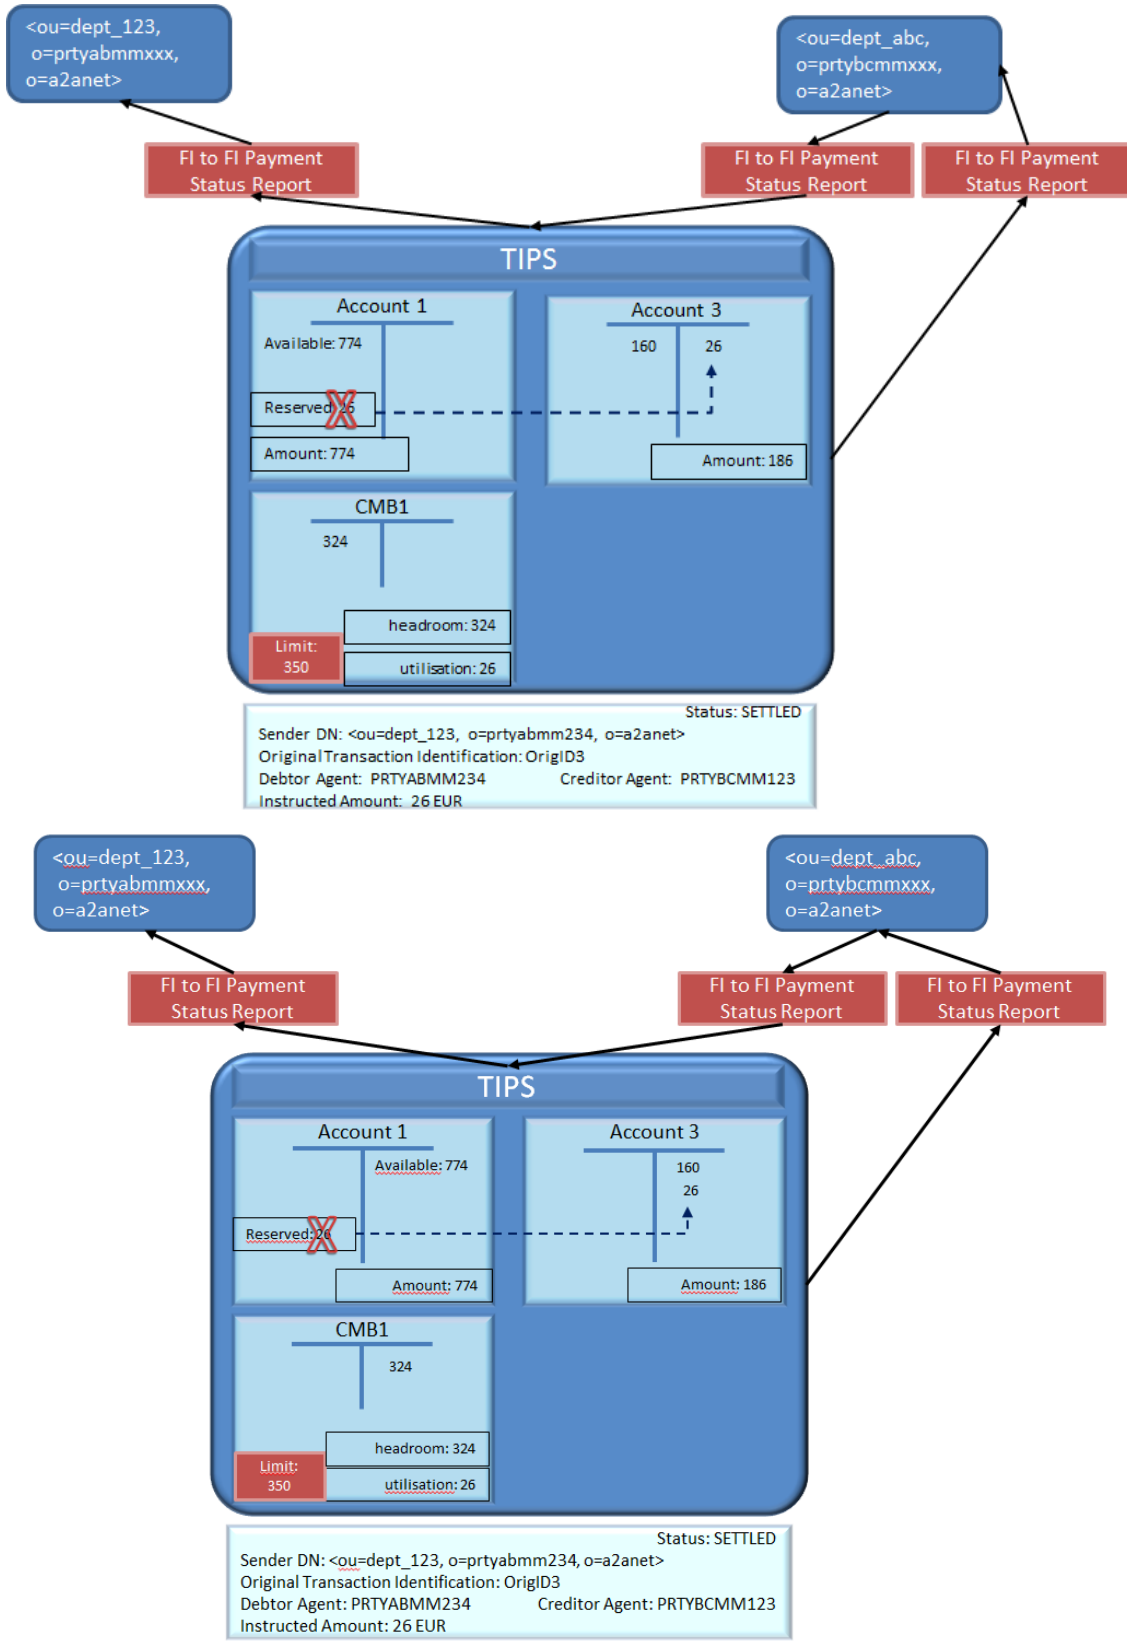 <ou=dept_123,
o=prtyabmmxxx,
o=a2anet>
<ou=dept_abc,
o=prtybcmmxxx,
o=a2anet>
FI to FI Payment
Status Report
FI to FI Payment
Status Report
FI to FI Payment
Status Report
TIPS
Account 1
Available: 774
Reserved: 26
Amount: 774
Account 3
160 26
Amount: 186
CMB1
324
headroom: 324
Limit:
350
utilisation: 26
Status: SETTLED
Sender DN: <ou=dept_123, o=prtyabmm234, o=a2anet>
Original Transaction Identification: OrigID3
Debtor Agent: PRTYABMM234 Creditor Agent: PRTYBCMM123
Instructed Amount: 26 EUR
<ou=dept_123,
o=prtyabmmxxx,
o=a2anet>
<ou=dept_abc,
o=prtybcmmxxx,
o=a2anet>
FI to FI Payment
Status Report
FI to FI Payment
Status Report
FI to FI Payment
Status Report
TIPS
Account 1
Available: 774
Reserved: 26
Amount: 774
Account 3
160
26
Amount: 186
CMB1
324
headroom: 324
Limit:
350
utilisation: 26
Status: SETTLED
Sender DN: <ou=dept_123, o=prtyabmm234, o=a2anet>
Original Transaction Identification: OrigID3
Debtor Agent: PRTYABMM234 Creditor Agent: PRTYBCMM123
Instructed Amount: 26 EUR